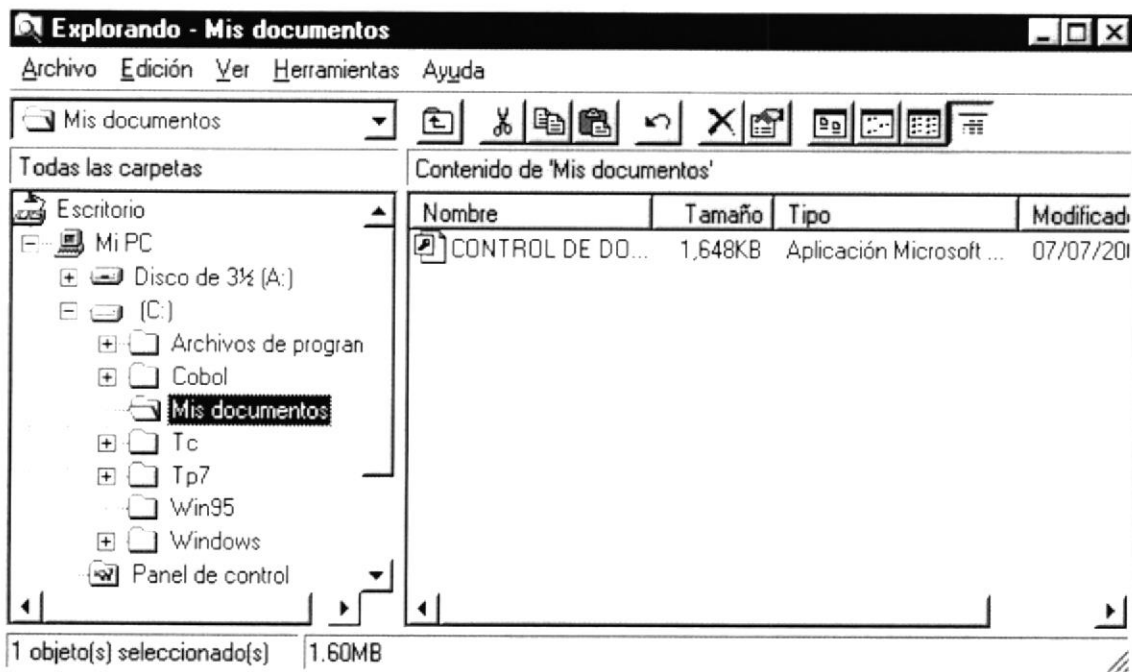 Explorando - Mis documentos
Archivo Edición Ver Herramientas Ayuda
Mis documentos
Todas las carpetas
Contenido de 'Mis documentos'
Escritorio
Mi PC
Disco de 3½ (A:)
(C:)
Archivos de progran
Cobol
Mis documentos
Tc
Tp7
Win95
Windows
Panel de control
Nombre Tamaño Tipo Modificad
CONTROL DE DO... 1,648KB Aplicación Microsoft ... 07/07/20
1 objeto(s) seleccionado(s) 1.60MB